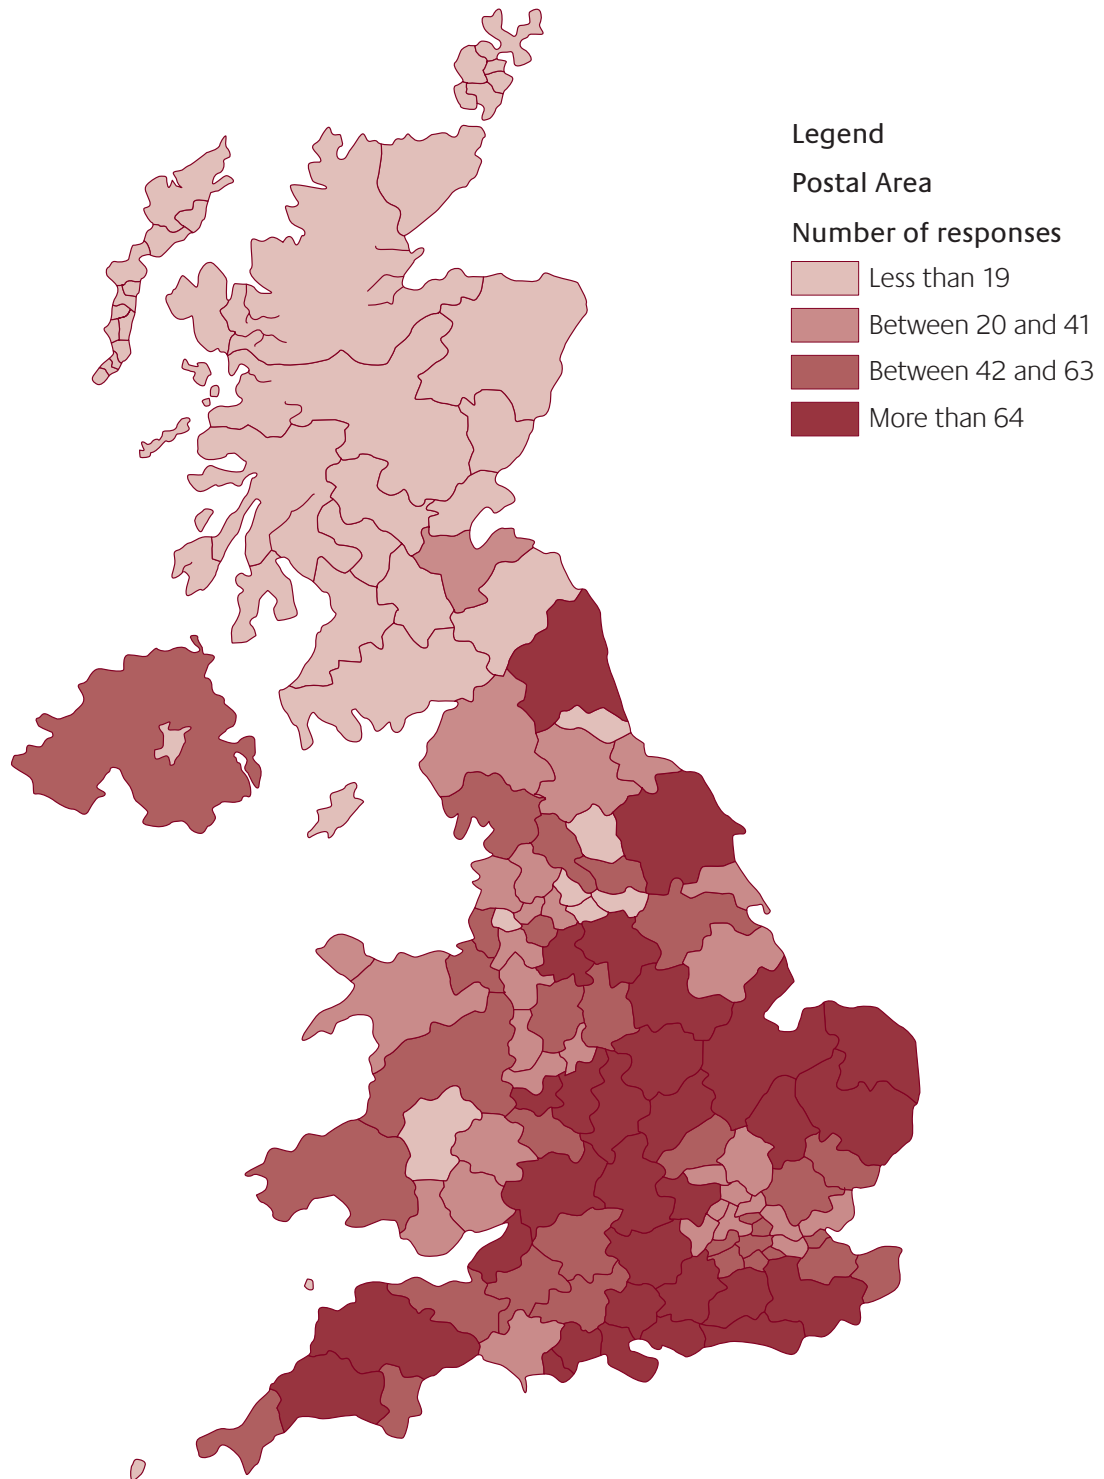 Legend
Postal Area
Number of responses
Less than 19
Between 20 and 41
Between 42 and 63
More than 64